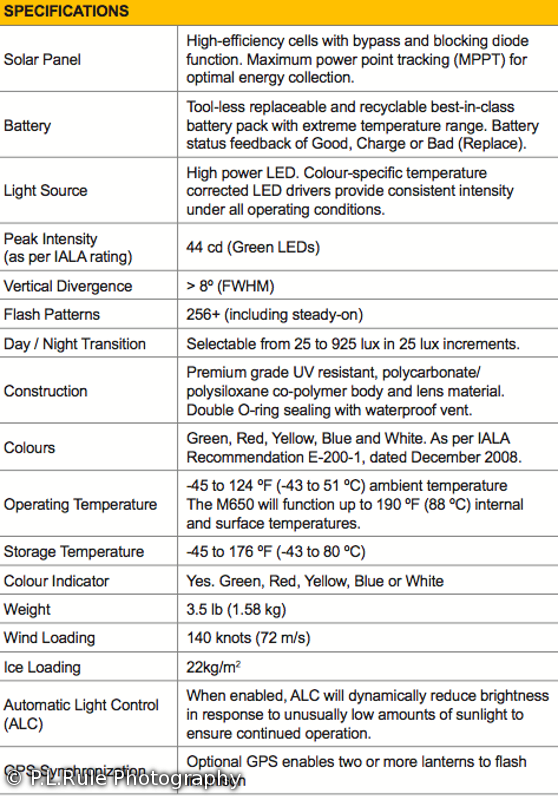 SPECIFICATIONS
Solar Panel
High-efficiency cells with bypass and blocking diode
function. Maximum power point tracking (MPPT) for
optimal energy collection.
Battery
Tool-less replaceable and recyclable best-in-class
battery pack with extreme temperature range. Battery
status feedback of Good, Charge or Bad (Replace).
Light Source
High power LED. Colour-specific temperature
corrected LED drivers provide consistent intensity
under all operating conditions.
Peak Intensity
(as per IALA rating)
44 cd (Green LEDs)
Vertical Divergence
> 8º (FWHM)
Flash Patterns
256+ (including steady-on)
Day / Night Transition
Selectable from 25 to 925 lux in 25 lux increments.
Construction
Premium grade UV resistant, polycarbonate/
polysiloxane co-polymer body and lens material.
Double O-ring sealing with waterproof vent.
Colours
Green, Red, Yellow, Blue and White. As per IALA
Recommendation E-200-1, dated December 2008.
Operating Temperature
-45 to 124 ºF (-43 to 51 ºC) ambient temperature
The M650 will function up to 190 ºF (88 ºC) internal
and surface temperatures.
Storage Temperature
-45 to 176 ºF (-43 to 80 ºC)
Colour Indicator
Yes. Green, Red, Yellow, Blue or White
Weight
3.5 lb (1.58 kg)
Wind Loading
140 knots (72 m/s)
Ice Loading
22kg/m²
Automatic Light Control
(ALC)
When enabled, ALC will dynamically reduce brightness
in response to unusually low amounts of sunlight to
ensure continued operation.
GPS Synchronization
Optional GPS enables two or more lanterns to flash
© P.L.Rule Photography